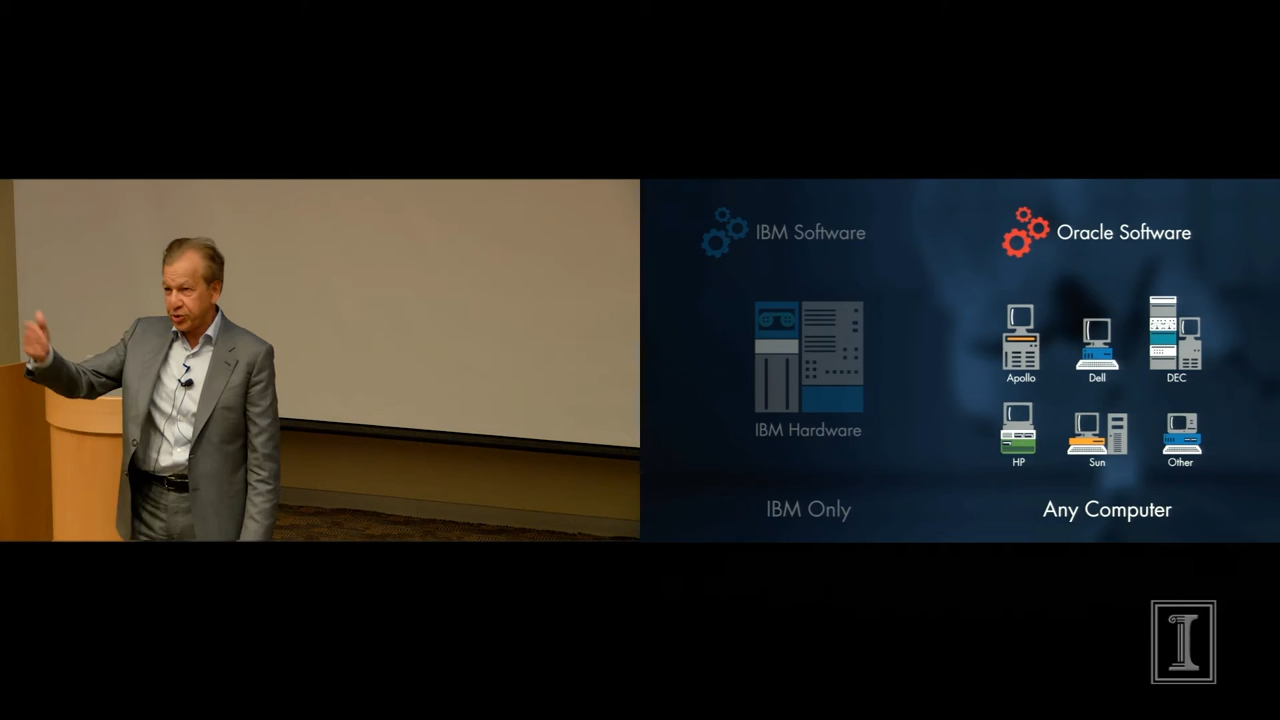 IBM Software
IBM Hardware
IBM Only
Oracle Software
Apollo
Dell
DEC
HP
Sun
Other
Any Computer
I